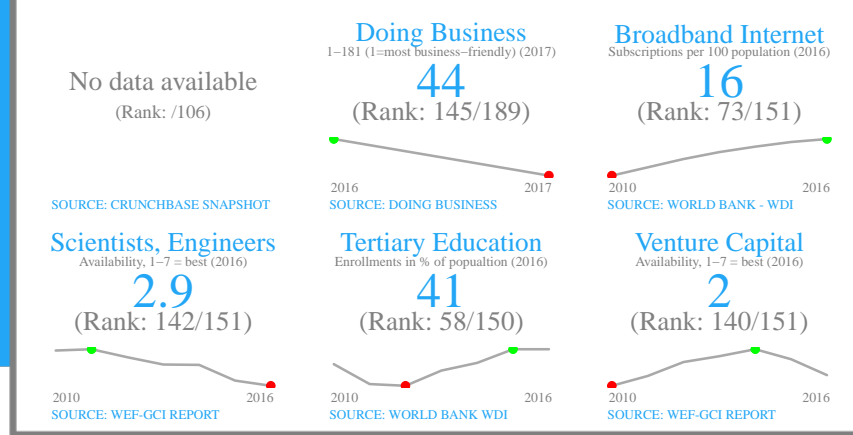 No data available
(Rank: /106)
SOURCE: CRUNCHBASE SNAPSHOT
Doing Business
1−181 (1=most business−friendly) (2017)
44
(Rank: 145/189)
2016 2017
SOURCE: DOING BUSINESS
Broadband Internet
Subscriptions per 100 population (2016)
16
(Rank: 73/151)
2010 2016
SOURCE: WORLD BANK - WDI
Scientists, Engineers
Availability, 1−7 = best (2016)
2.9
(Rank: 142/151)
2010 2016
SOURCE: WEF-GCI REPORT
Tertiary Education
Enrollments in % of popualtion (2016)
41
(Rank: 58/150)
2010 2016
SOURCE: WORLD BANK WDI
Venture Capital
Availability, 1−7 = best (2016)
2
(Rank: 140/151)
2010 2016
SOURCE: WEF-GCI REPORT